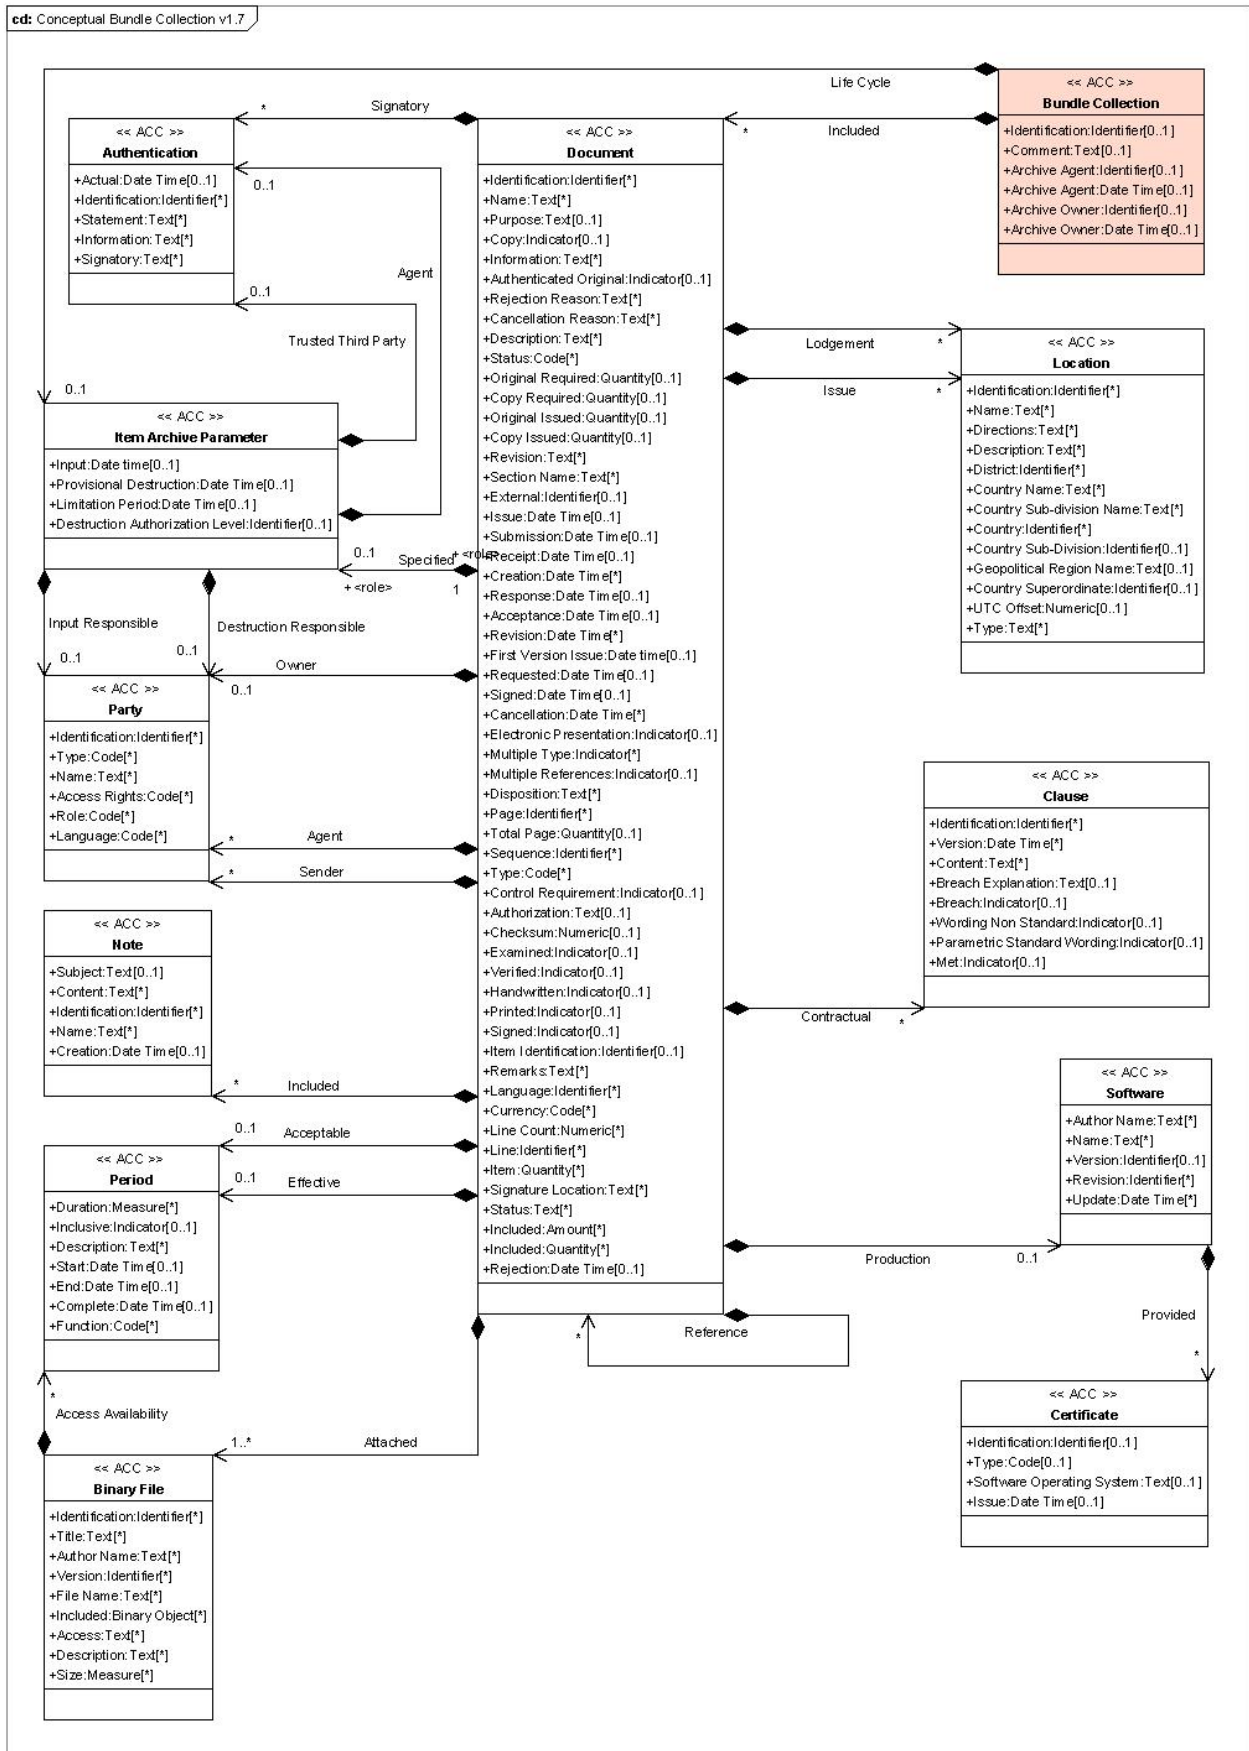 cd: Conceptual Bundle Collection v1.7
Life Cycle
<< ACC >>
Bundle Collection
+Identification:Identifier[0..1]
+Comment:Text[0..1]
+Archive Agent:Identifier[0..1]
+Archive Agent:Date Time[0..1]
+Archive Owner:Identifier[0..1]
+Archive Owner:Date Time[0..1]
*
Signatory
*
Included
<< ACC >>
Authentication
+Actual:Date Time[0..1]
+Identification:Identifier[*]
+Statement:Text[*]
+Information:Text[*]
+Signatory:Text[*]
0..1
Agent
0..1
Trusted Third Party
0..1
<< ACC >>
Item Archive Parameter
+Input:Date time[0..1]
+Provisional Destruction:Date Time[0..1]
+Limitation Period:Date Time[0..1]
+Destruction Authorization Level:Identifier[0..1]
0..1
Specified
+ <role>
+ <role>
1
Input Responsible
0..1
Destruction Responsible
0..1
Owner
0..1
<< ACC >>
Party
+Identification:Identifier[*]
+Type:Code[*]
+Name:Text[*]
+Access Rights:Code[*]
+Role:Code[*]
+Language:Code[*]
*
Agent
*
Sender
<< ACC >>
Note
+Subject:Text[0..1]
+Content:Text[*]
+Identification:Identifier[*]
+Name:Text[*]
+Creation:Date Time[0..1]
*
Included
0..1
Acceptable
0..1
Effective
<< ACC >>
Period
+Duration:Measure[*]
+Inclusive:Indicator[0..1]
+Description:Text[*]
+Start:Date Time[0..1]
+End:Date Time[0..1]
+Complete:Date Time[0..1]
+Function:Code[*]
*
Access Availability
1..*
Attached
<< ACC >>
Binary File
+Identification:Identifier[*]
+Title:Text[*]
+Author Name:Text[*]
+Version:Identifier[*]
+File Name:Text[*]
+Included:Binary Object[*]
+Access:Text[*]
+Description:Text[*]
+Size:Measure[*]
<< ACC >>
Document
+Identification:Identifier[*]
+Name:Text[*]
+Purpose:Text[0..1]
+Copy:Indicator[0..1]
+Information:Text[*]
+Authenticated Original:Indicator[0..1]
+Rejection Reason:Text[*]
+Cancellation Reason:Text[*]
+Description:Text[*]
+Status:Code[*]
+Original Required:Quantity[0..1]
+Copy Required:Quantity[0..1]
+Original Issued:Quantity[0..1]
+Copy Issued:Quantity[0..1]
+Revision:Text[*]
+Section Name:Text[*]
+External:Identifier[0..1]
+Issue:Date Time[0..1]
+Submission:Date Time[0..1]
+Receipt:Date Time[0..1]
+Creation:Date Time[*]
+Response:Date Time[0..1]
+Acceptance:Date Time[0..1]
+Revision:Date Time[*]
+First Version Issue:Date time[0..1]
+Requested:Date Time[0..1]
+Signed:Date Time[0..1]
+Cancellation:Date Time[*]
+Electronic Presentation:Indicator[0..1]
+Multiple Type:Indicator[*]
+Multiple References:Indicator[0..1]
+Disposition:Text[*]
+Page:Identifier[*]
+Total Page:Quantity[0..1]
+Sequence:Identifier[*]
+Type:Code[*]
+Control Requirement:Indicator[0..1]
+Authorization:Text[0..1]
+Checksum:Numeric[0..1]
+Examined:Indicator[0..1]
+Verified:Indicator[0..1]
+Handwritten:Indicator[0..1]
+Printed:Indicator[0..1]
+Signed:Indicator[0..1]
+Item Identification:Identifier[0..1]
+Remarks:Text[*]
+Language:Identifier[*]
+Currency:Code[*]
+Line Count:Numeric[*]
+Line:Identifier[*]
+Item:Quantity[*]
+Signature Location:Text[*]
+Status:Text[*]
+Included:Amount[*]
+Included:Quantity[*]
+Rejection:Date Time[0..1]
*
Reference
Lodgement
*
Issue
*
<< ACC >>
Location
+Identification:Identifier[*]
+Name:Text[*]
+Directions:Text[*]
+Description:Text[*]
+District:Identifier[*]
+Country Name:Text[*]
+Country Sub-division Name:Text[*]
+Country:Identifier[*]
+Country Sub-Division:Identifier[0..1]
+Geopolitical Region Name:Text[0..1]
+Country Superordinate:Identifier[0..1]
+UTC Offset:Numeric[0..1]
+Type:Text[*]
<< ACC >>
Clause
+Identification:Identifier[*]
+Version:Date Time[*]
+Content:Text[*]
+Breach Explanation:Text[0..1]
+Breach:Indicator[0..1]
+Wording Non Standard:Indicator[0..1]
+Parametric Standard Wording:Indicator[0..1]
+Met:Indicator[0..1]
Contractual
*
<< ACC >>
Software
+Author Name:Text[*]
+Name:Text[*]
+Version:Identifier[0..1]
+Revision:Identifier[*]
+Update:Date Time[*]
Production
0..1
Provided
*
<< ACC >>
Certificate
+Identification:Identifier[0..1]
+Type:Code[0..1]
+Software Operating System:Text[0..1]
+Issue:Date Time[0..1]